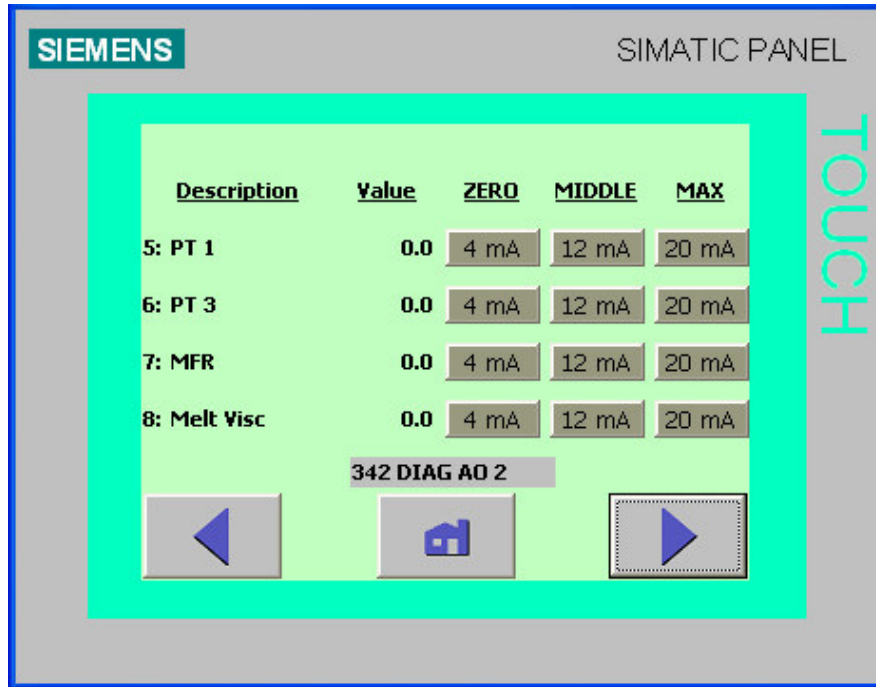 SIEMENS
SIMATIC PANEL
TOUCH
Description Value ZERO MIDDLE MAX
5: PT 1 0.0 4 mA 12 mA 20 mA
6: PT 3 0.0 4 mA 12 mA 20 mA
7: MFR 0.0 4 mA 12 mA 20 mA
8: Melt Visc 0.0 4 mA 12 mA 20 mA
342 DIAG AO 2